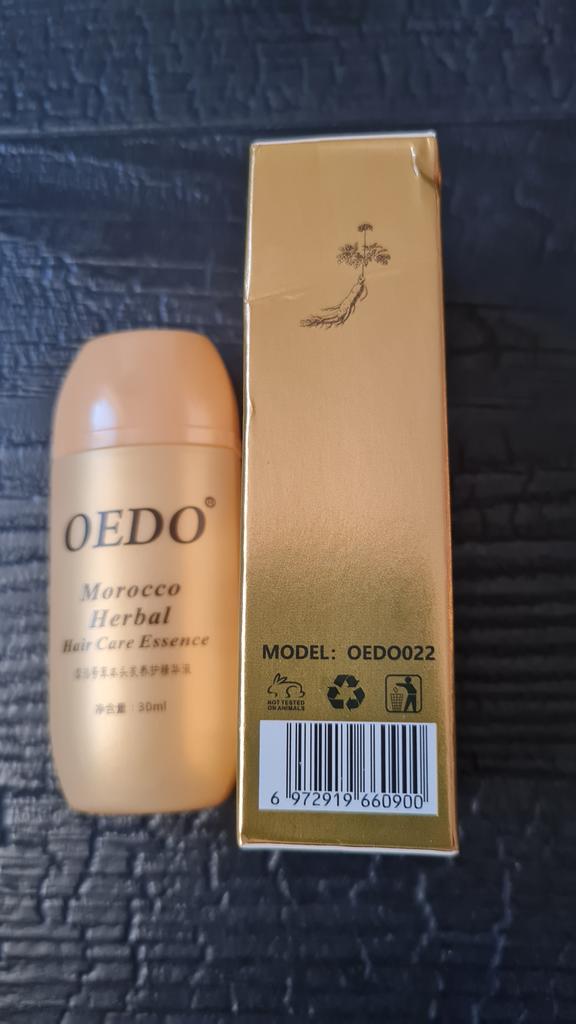 OEDO®
Morocco
Herbal
Hair Care Essence
净含量：30ml
MODEL: OEDO022
NOT TESTED
ON ANIMALS
6 972919 660900